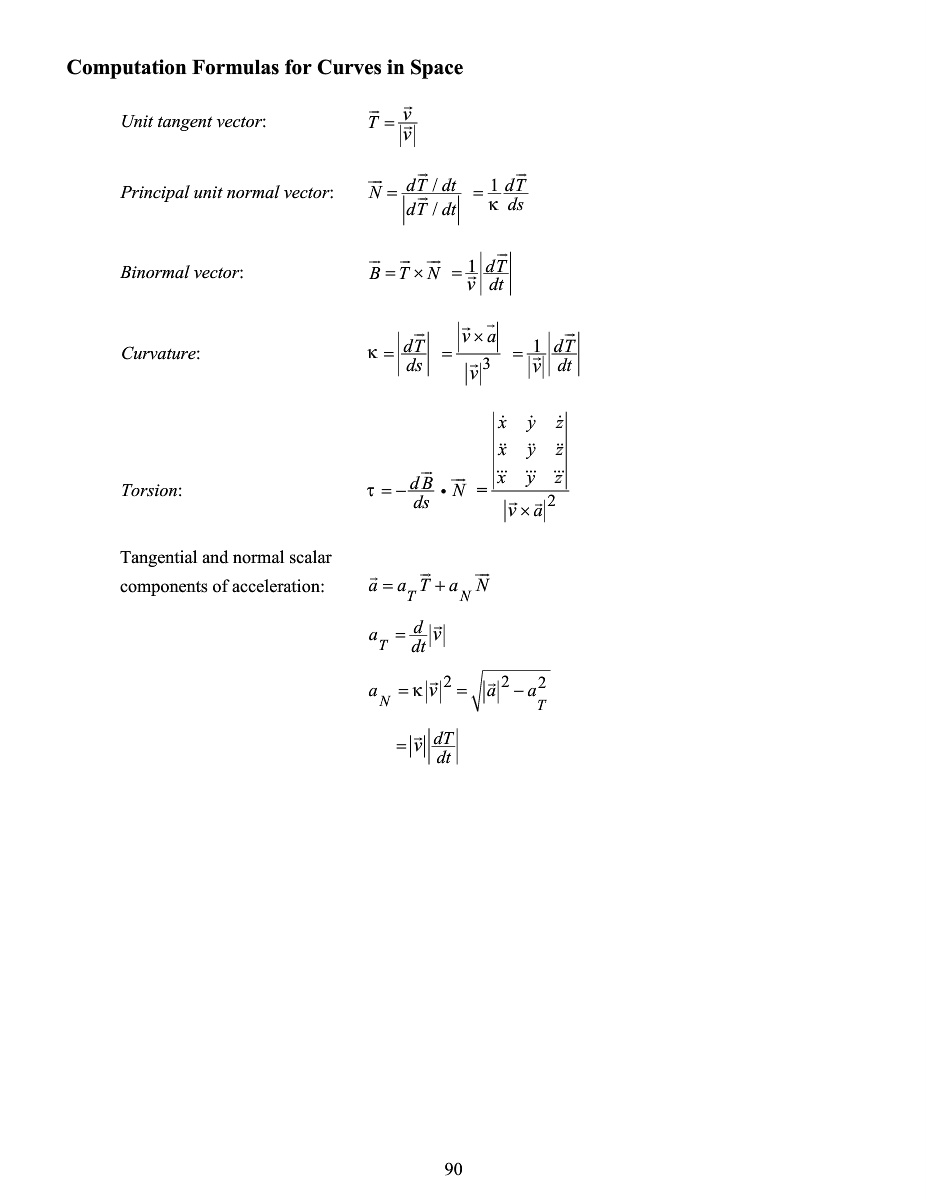 Computation Formulas for Curves in Space
Unit tangent vector: $\vec{T} = \frac{\vec{v}}{|\vec{v}|}$
Principal unit normal vector: $\vec{N} = \frac{d\vec{T} / dt}{|d\vec{T} / dt|} = \frac{1}{\kappa} \frac{d\vec{T}}{ds}$
Binormal vector: $\vec{B} = \vec{T} \times \vec{N} = \frac{1}{\vec{v}} \left| \frac{d\vec{T}}{dt} \right|$
Curvature: $\kappa = \left| \frac{d\vec{T}}{ds} \right| = \frac{|\vec{v} \times \vec{a}|}{|\vec{v}|^3} = \frac{1}{|\vec{v}|} \left| \frac{d\vec{T}}{dt} \right|$
Torsion: $\tau = -\frac{d\vec{B}}{ds} \bullet \vec{N} = \frac{\begin{vmatrix} \dot{x} & \dot{y} & \dot{z} \\ \ddot{x} & \ddot{y} & \ddot{z} \\ \dddot{x} & \dddot{y} & \dddot{z} \end{vmatrix}}{|\vec{v} \times \vec{a}|^2}$
Tangential and normal scalar
components of acceleration: $\vec{a} = a_T \vec{T} + a_N \vec{N}$
$a_T = \frac{d}{dt} |\vec{v}|$
$a_N = \kappa |\vec{v}|^2 = \sqrt{|\vec{a}|^2 - a_T^2}$
$= |\vec{v}| \left| \frac{dT}{dt} \right|$
90